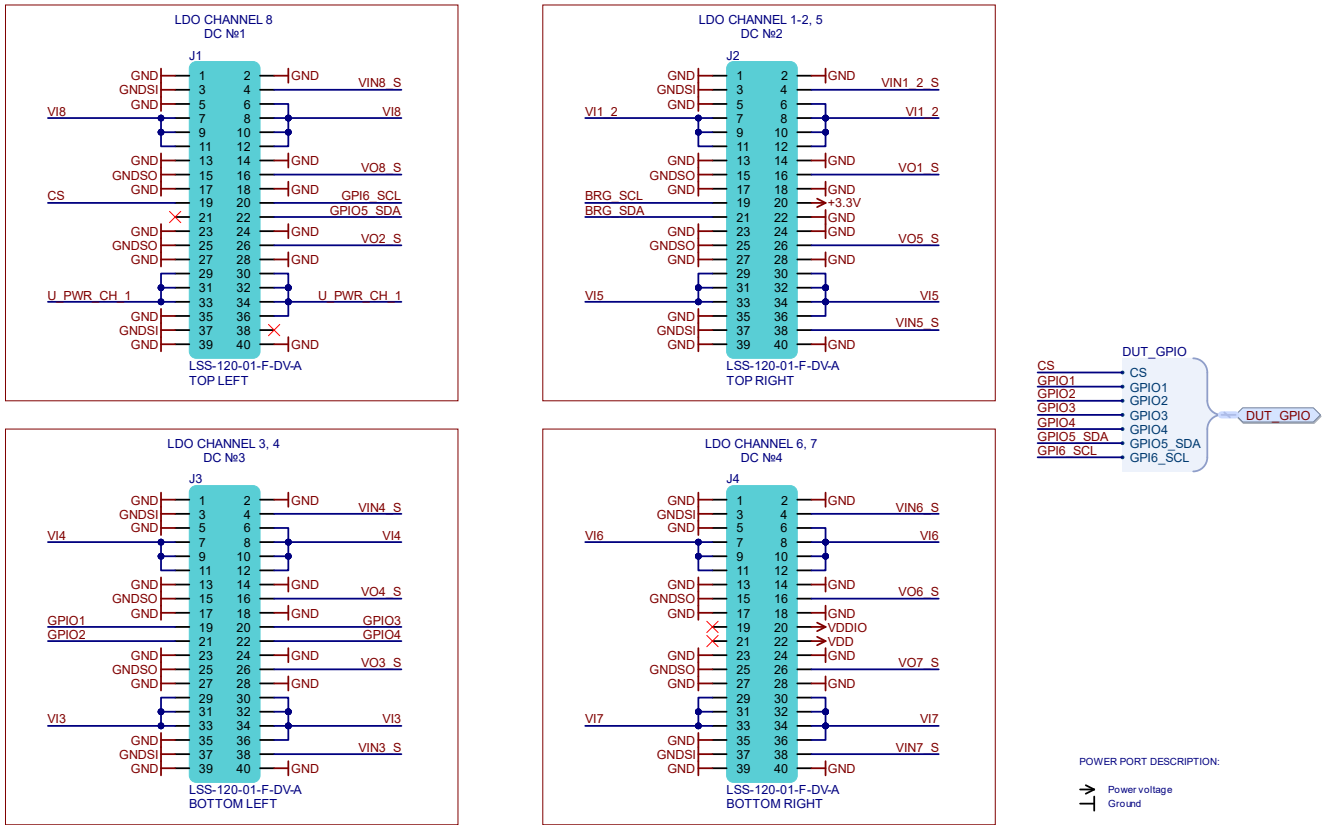 LDO CHANNEL 8
DC №1
J1
GND 1 2 GND
GNDSI 3 4 VIN8_S
GND 5 6
VI8 7 8 VI8
9 10
11 12
GND 13 14 GND
GNDSO 15 16 VO8_S
GND 17 18 GND
CS 19 20 GPI6_SCL
21 22 GPIO5_SDA
GND 23 24 GND
GNDSO 25 26 VO2_S
GND 27 28 GND
29 30
31 32
U_PWR_CH_1 33 34 U_PWR_CH_1
GND 35 36
GNDSI 37 38
GND 39 40 GND
LSS-120-01-F-DV-A
TOP LEFT
LDO CHANNEL 1-2, 5
DC №2
J2
GND 1 2 GND
GNDSI 3 4 VIN1_2_S
GND 5 6
VI1_2 7 8 VI1_2
9 10
11 12
GND 13 14 GND
GNDSO 15 16 VO1_S
GND 17 18 GND
BRG_SCL 19 20 +3.3V
BRG_SDA 21 22 GND
GND 23 24 GND
GNDSO 25 26 VO5_S
GND 27 28 GND
29 30
31 32
VI5 33 34 VI5
GND 35 36
GNDSI 37 38 VIN5_S
GND 39 40 GND
LSS-120-01-F-DV-A
TOP RIGHT
DUT_GPIO
CS CS
GPIO1 GPIO1
GPIO2 GPIO2
GPIO3 GPIO3
GPIO4 GPIO4
GPIO5_SDA GPIO5_SDA
GPI6_SCL GPI6_SCL
DUT_GPIO
LDO CHANNEL 3, 4
DC №3
J3
GND 1 2 GND
GNDSI 3 4 VIN4_S
GND 5 6
VI4 7 8 VI4
9 10
11 12
GND 13 14 GND
GNDSO 15 16 VO4_S
GND 17 18 GND
GPIO1 19 20 GPIO3
GPIO2 21 22 GPIO4
GND 23 24 GND
GNDSO 25 26 VO3_S
GND 27 28 GND
29 30
31 32
VI3 33 34 VI3
GND 35 36
GNDSI 37 38 VIN3_S
GND 39 40 GND
LSS-120-01-F-DV-A
BOTTOM LEFT
LDO CHANNEL 6, 7
DC №4
J4
GND 1 2 GND
GNDSI 3 4 VIN6_S
GND 5 6
VI6 7 8 VI6
9 10
11 12
GND 13 14 GND
GNDSO 15 16 VO6_S
GND 17 18 GND
19 20 VDDIO
21 22 VDD
GND 23 24 GND
GNDSO 25 26 VO7_S
GND 27 28 GND
29 30
31 32
VI7 33 34 VI7
GND 35 36
GNDSI 37 38 VIN7_S
GND 39 40 GND
LSS-120-01-F-DV-A
BOTTOM RIGHT
POWER PORT DESCRIPTION:
Power voltage
Ground